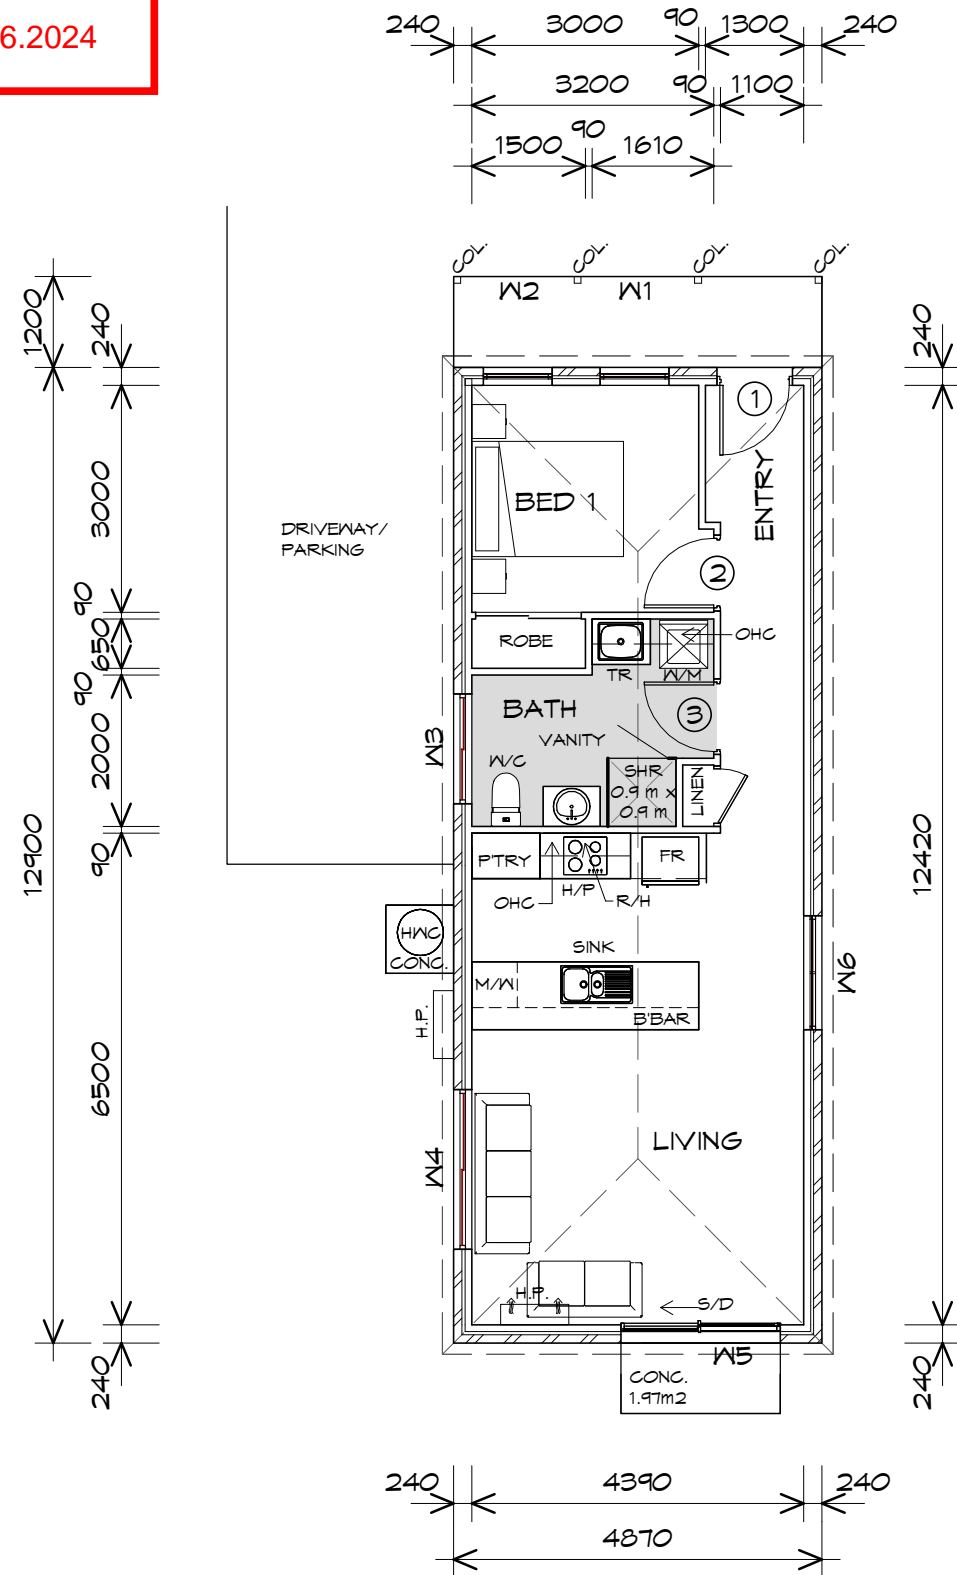 6.2024
240 3000 90 1300 240
3200 90 1100
90
1500 1610
COL. COL. COL. COL.
W2 W1
1200
240
240
1
ENTRY
BED 1
3000
DRIVEWAY/
PARKING
2
90
ROBE
OHC
650
TR W/M
90
BATH
3
VANITY
W3
2000
W/C
SHR
0.9 m x
0.9 m
LINEN
90
12900
12420
P'TRY
FR
H/P
OHC
R/H
HWC
CONC.
SINK
M/W
W6
B'BAR
H.P.
6500
LIVING
W4
H.P.
S/D
W5
CONC.
1.97m2
240
240
240 4390 240
4870